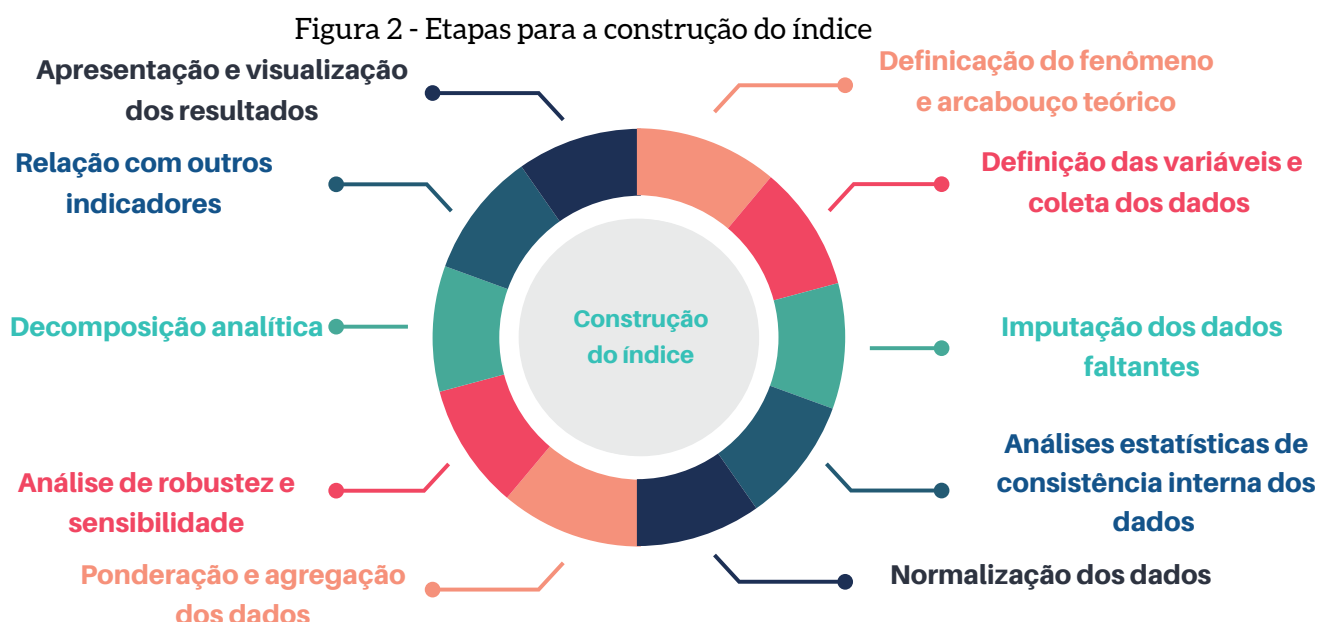 Figura 2 - Etapas para a construção do índice
Definicação do fenômeno
e arcabouço teórico
Definição das variáveis e
coleta dos dados
Imputação dos dados
faltantes
Análises estatísticas de
consistência interna dos
dados
Normalização dos dados
Ponderação e agregação
dos dados
Análise de robustez e
sensibilidade
Decomposição analítica
Relação com outros
indicadores
Apresentação e visualização
dos resultados
Construção
do índice